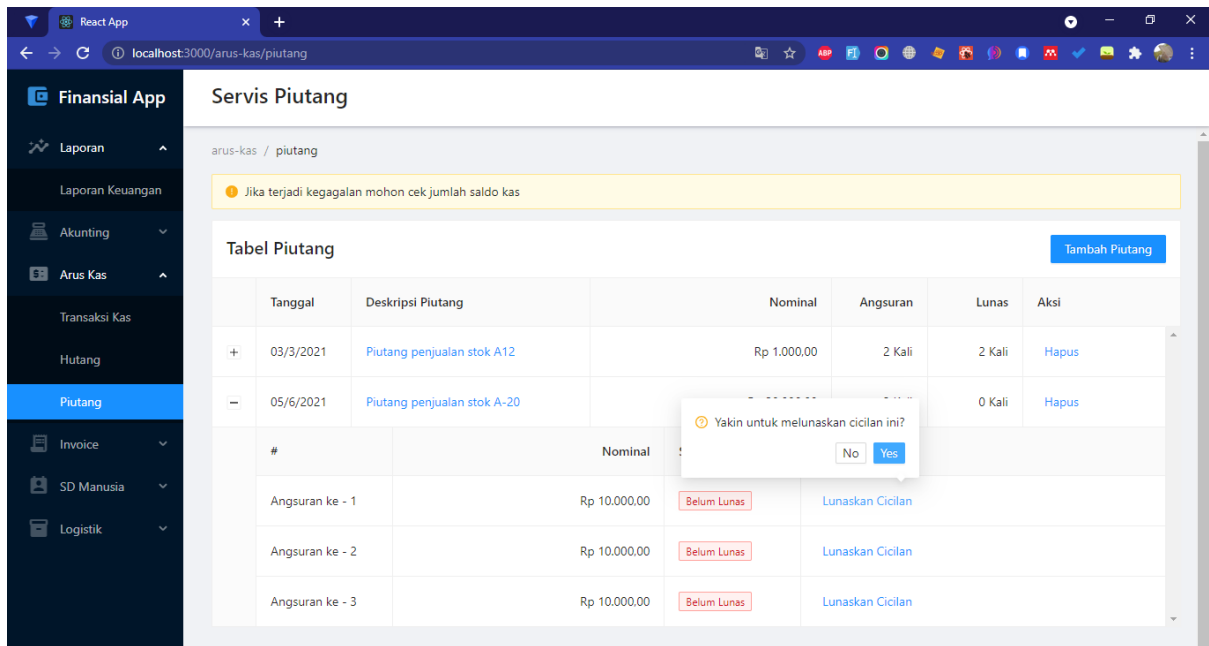 React App
localhost:3000/arus-kas/piutang
ABP
Finansial App
Servis Piutang
Laporan
Laporan Keuangan
Akunting
Arus Kas
Transaksi Kas
Hutang
Piutang
Invoice
SD Manusia
Logistik
arus-kas / piutang
Jika terjadi kegagalan mohon cek jumlah saldo kas
Tabel Piutang
Tambah Piutang
Tanggal Deskripsi Piutang Nominal Angsuran Lunas Aksi
03/3/2021 Piutang penjualan stok A12 Rp 1.000,00 2 Kali 2 Kali Hapus
05/6/2021 Piutang penjualan stok A-20 0 Kali Hapus
Yakin untuk melunaskan cicilan ini?
No Yes
# Nominal
Angsuran ke - 1 Rp 10.000,00 Belum Lunas Lunaskan Cicilan
Angsuran ke - 2 Rp 10.000,00 Belum Lunas Lunaskan Cicilan
Angsuran ke - 3 Rp 10.000,00 Belum Lunas Lunaskan Cicilan